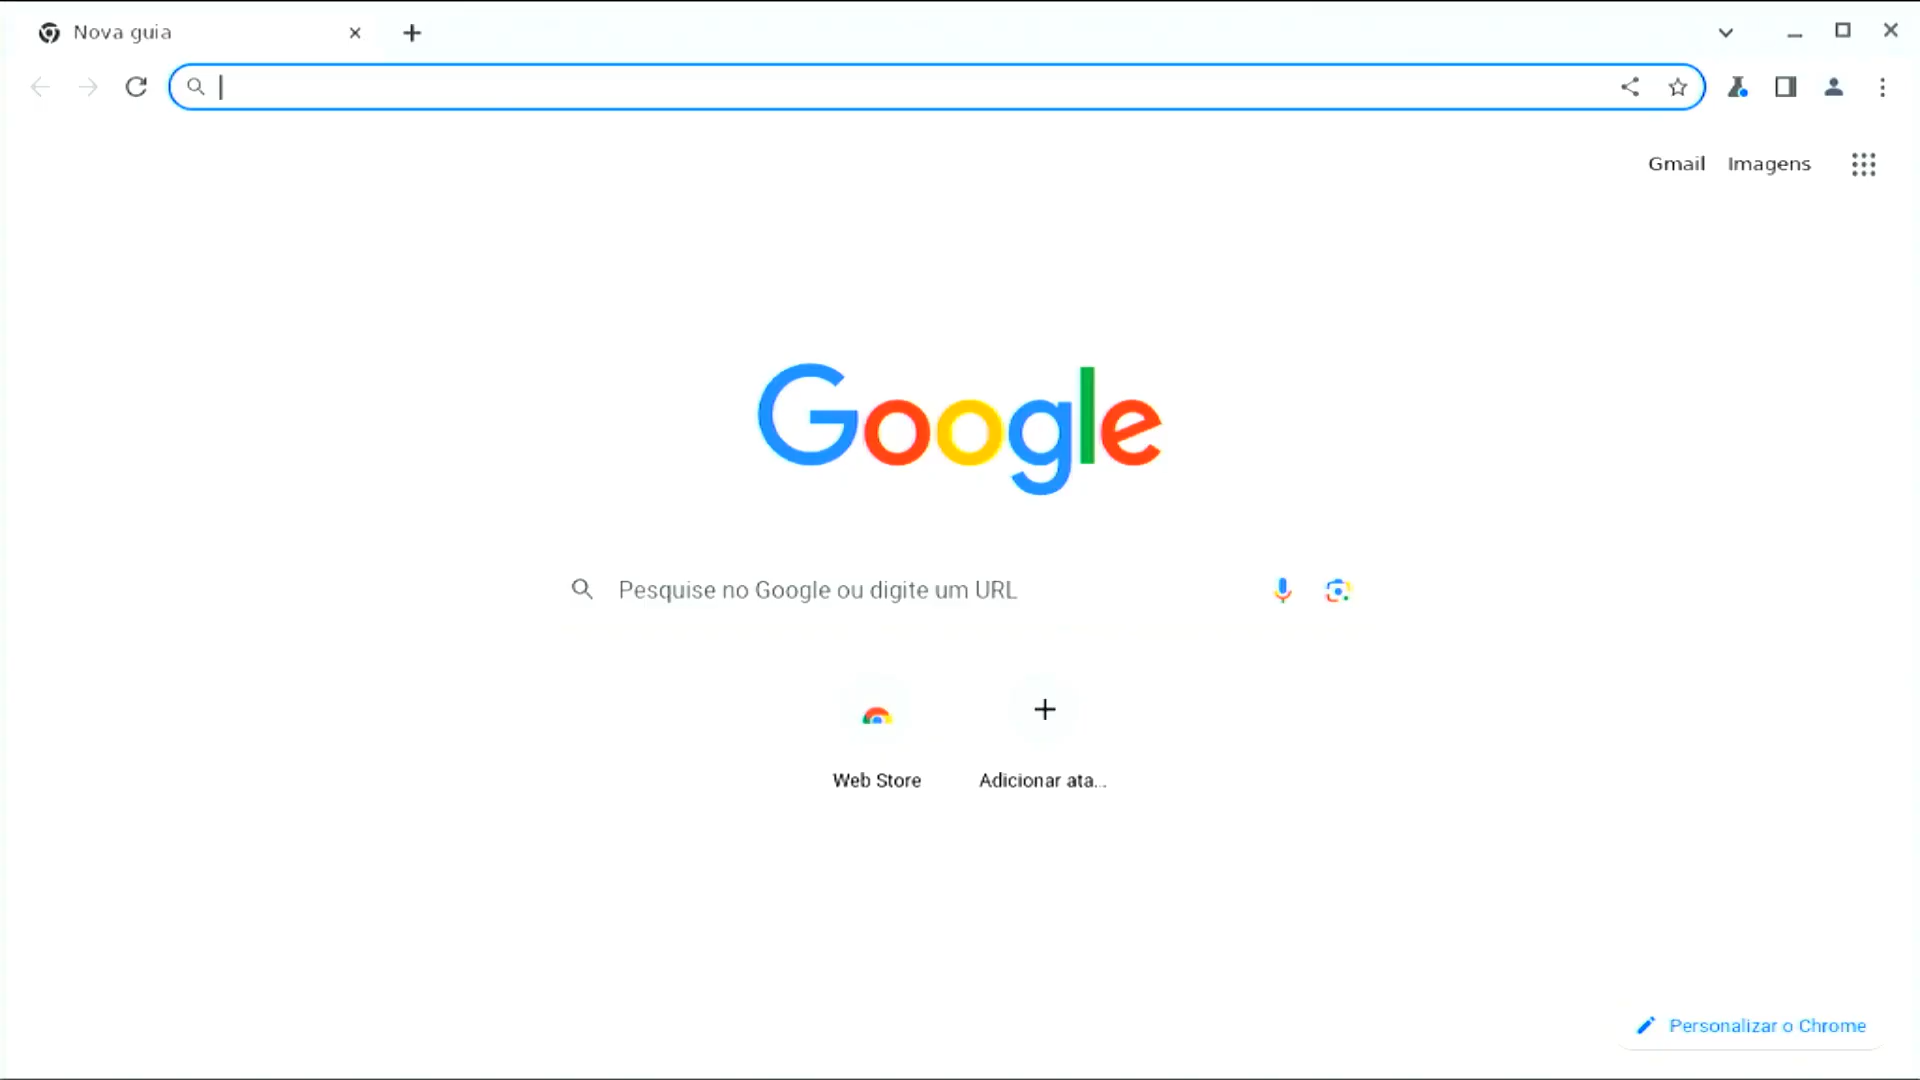 Nova guia
Gmail Imagens
Google
Pesquise no Google ou digite um URL
Web Store Adicionar ata...
Personalizar o Chrome